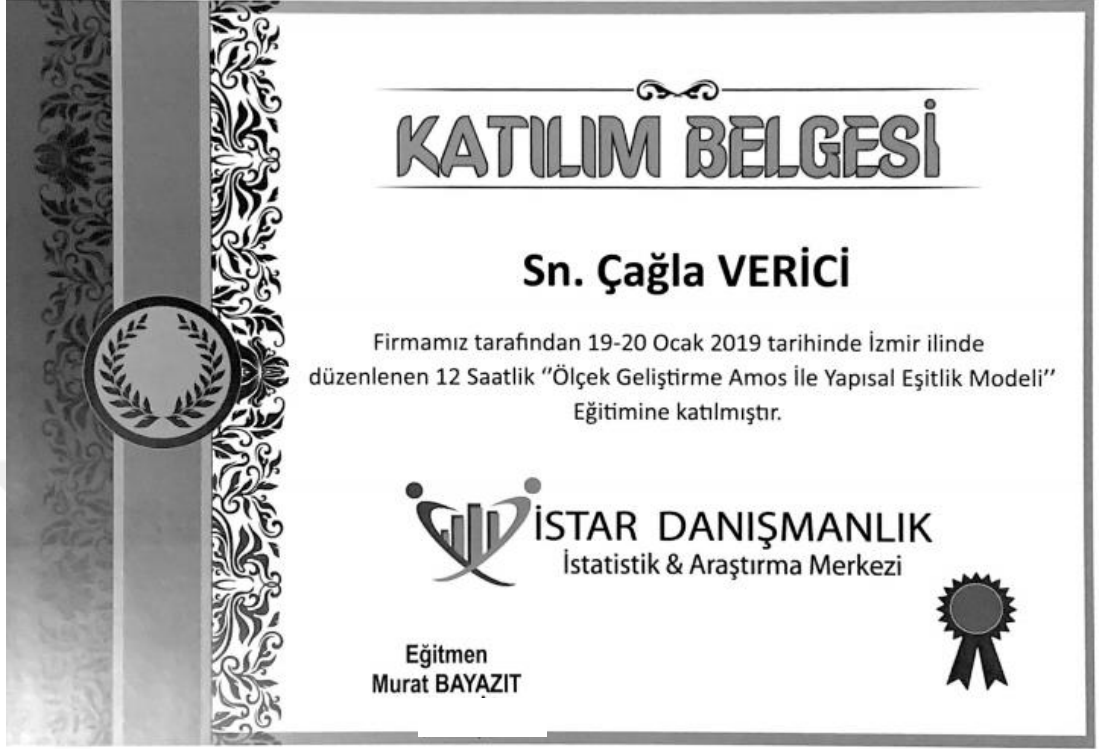 KATILIM BELGESİ
Sn. Çağla VERİCİ
Firmamız tarafından 19-20 Ocak 2019 tarihinde İzmir ilinde
düzenlenen 12 Saatlik ‘’Ölçek Geliştirme Amos İle Yapısal Eşitlik Modeli’’
Eğitimine katılmıştır.
İSTAR DANIŞMANLIK
İstatistik & Araştırma Merkezi
Eğitmen
Murat BAYAZIT